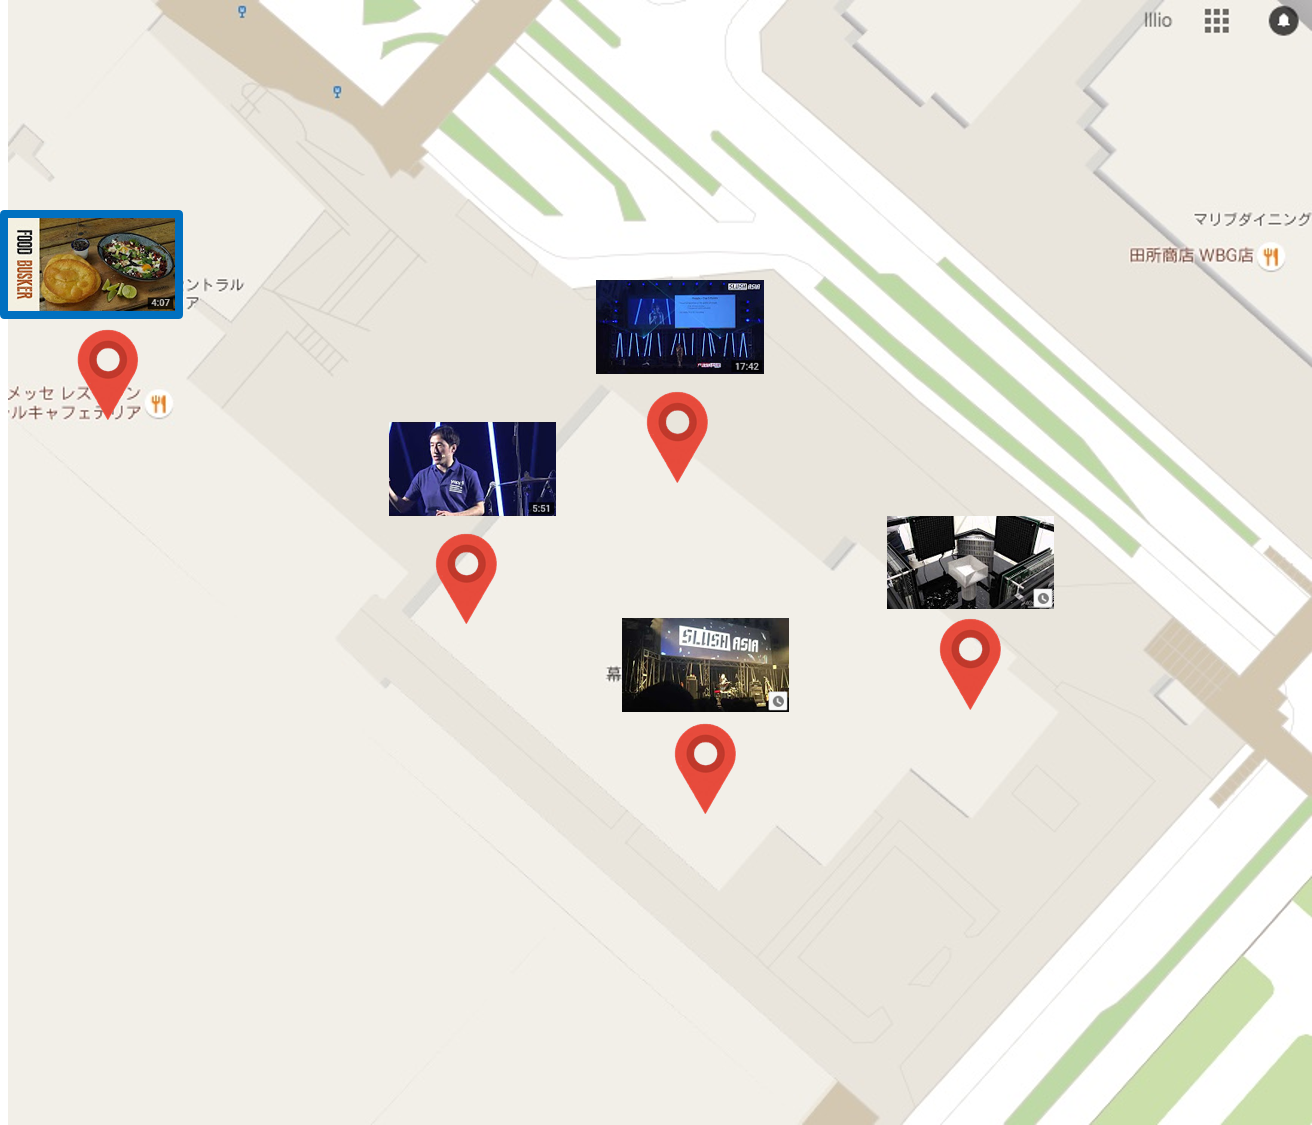 Illio
マリブダイニング
田所商店 WBG店
FOOD BUSKER
4:07
ントラル
ア
SLUSH ASIA
17:42
メッセ レス
ン
ルキャフェテリア
5:51
SLUSH ASIA
幕